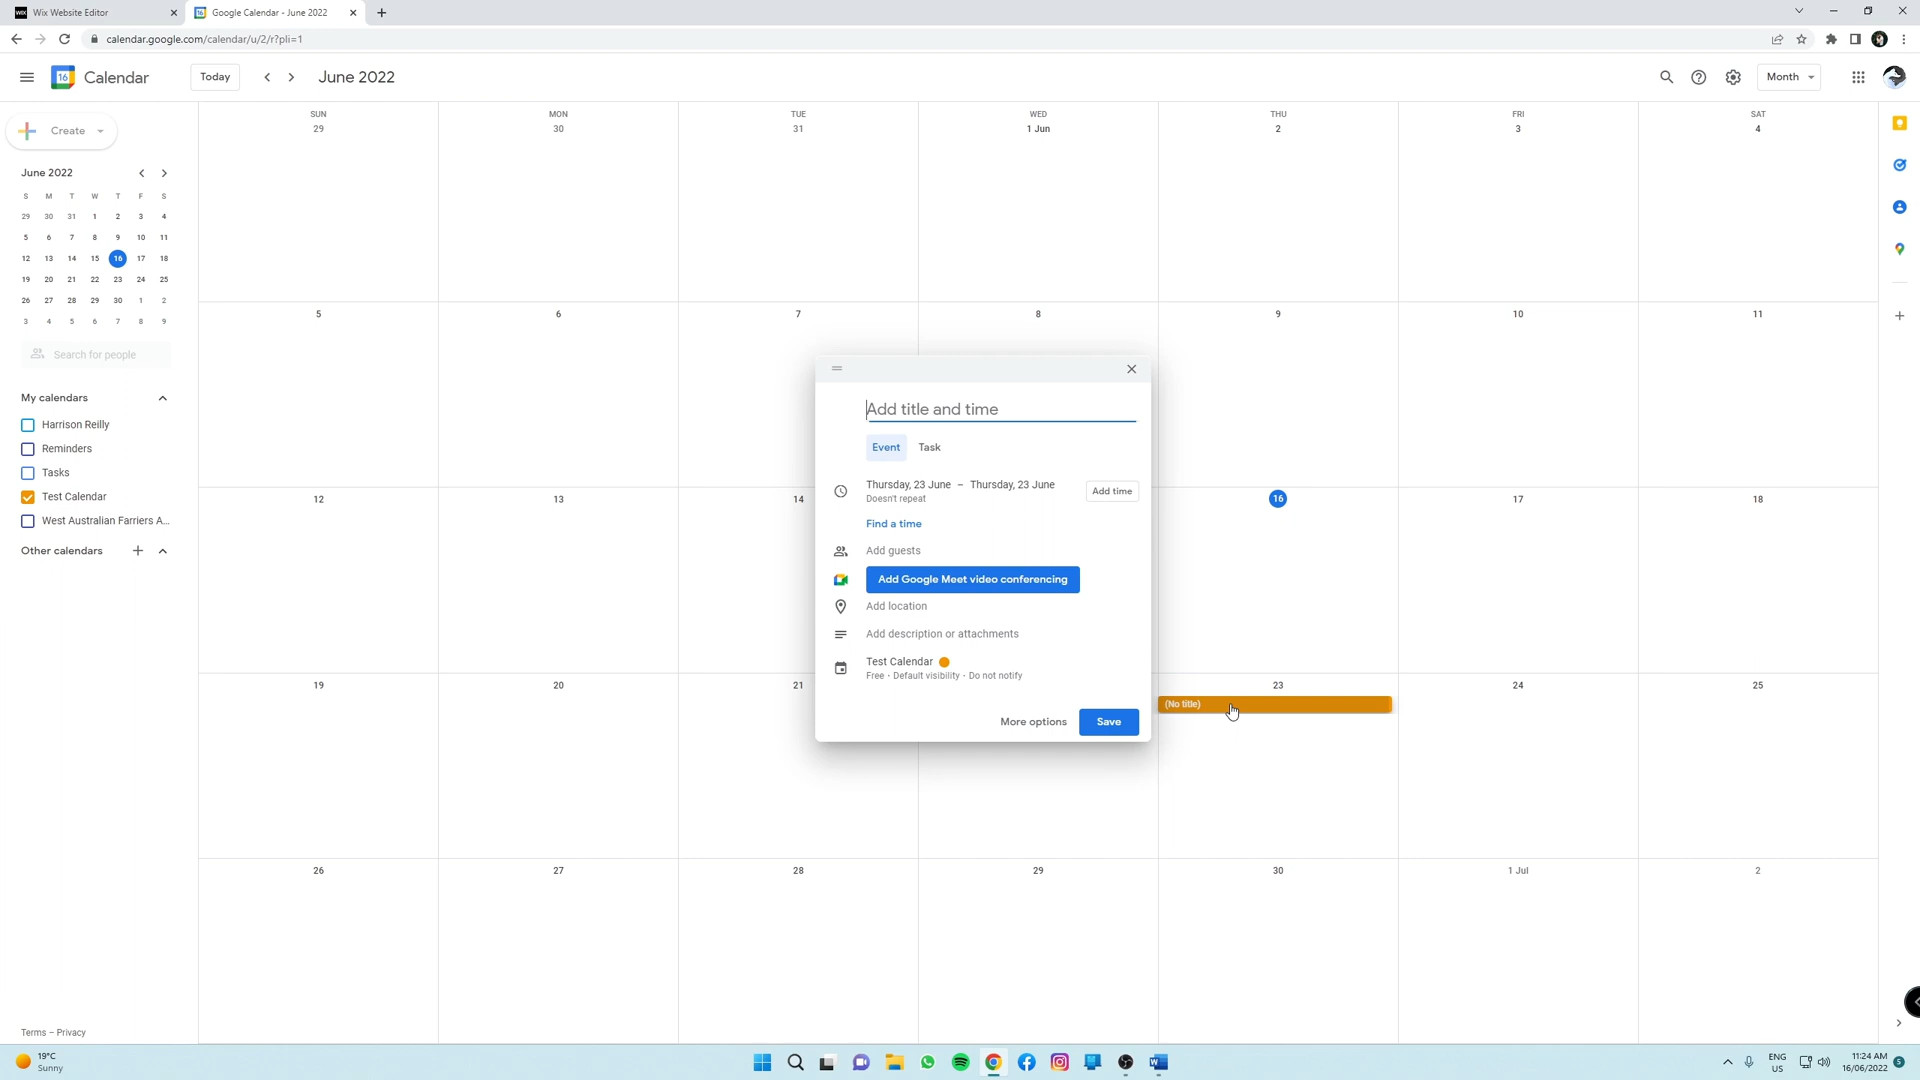 Wix Website Editor
Google Calendar - June 2022
calendar.google.com/calendar/u/2/r?pli=1
16 Calendar
Today
June 2022
Month
Create
June 2022
S M T W T F S
29 30 31 1 2 3 4
5 6 7 8 9 10 11
12 13 14 15 16 17 18
19 20 21 22 23 24 25
26 27 28 29 30 1 2
3 4 5 6 7 8 9
Search for people
My calendars
Harrison Reilly
Reminders
Tasks
Test Calendar
West Australian Farriers A...
Other calendars
Terms – Privacy
SUN MON TUE WED THU FRI SAT
29 30 31 1 Jun 2 3 4
5 6 7 8 9 10 11
12 13 14 16 17 18
19 20 21 23 24 25
(No title)
26 27 28 29 30 1 Jul 2
Add title and time
Event Task
Thursday, 23 June – Thursday, 23 June
Doesn't repeat
Add time
Find a time
Add guests
Add Google Meet video conferencing
Add location
Add description or attachments
Test Calendar
Free · Default visibility · Do not notify
More options Save
19°C
Sunny
ENG
US
11:24 AM
16/06/2022
5